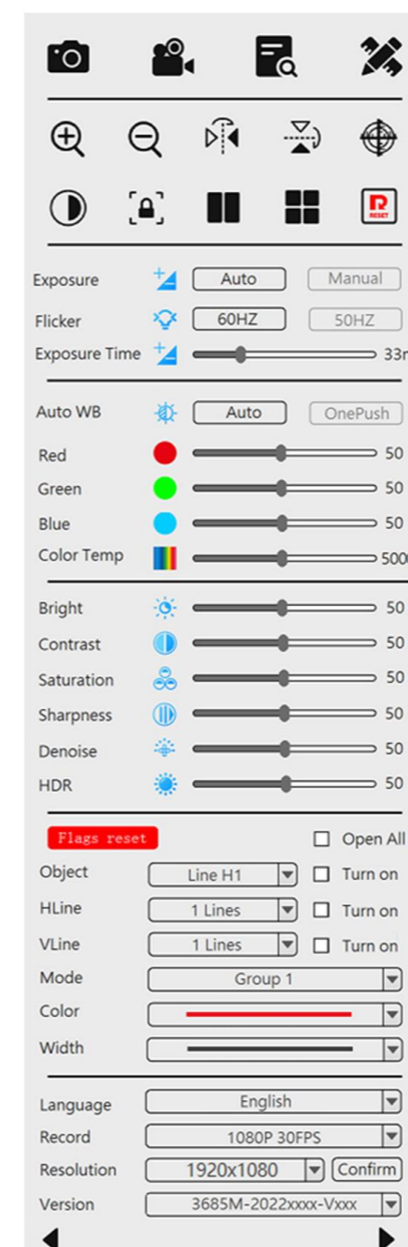 RESET
Exposure Auto Manual
Flicker 60HZ 50HZ
Exposure Time 33m
Auto WB Auto OnePush
Red 50
Green 50
Blue 50
Color Temp 500
Bright 50
Contrast 50
Saturation 50
Sharpness 50
Denoise 50
HDR 50
Flags reset Open All
Object Line H1 Turn on
HLine 1 Lines Turn on
VLine 1 Lines Turn on
Mode Group 1
Color
Width
Language English
Record 1080P 30FPS
Resolution 1920x1080 Confirm
Version 3685M-2022xxxx-Vxxx